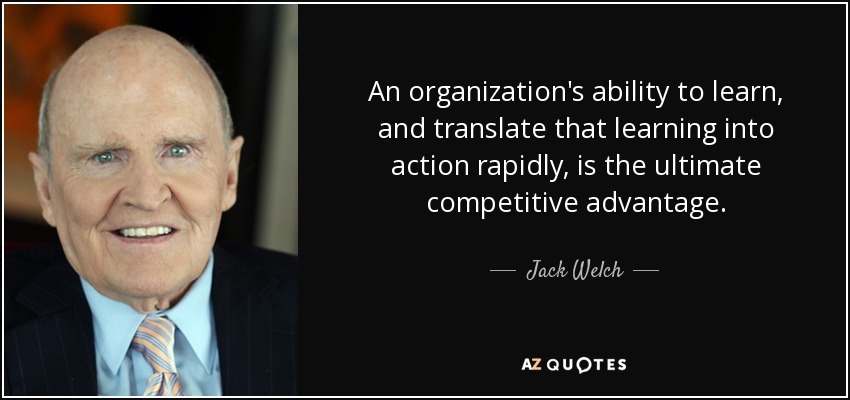 An organization's ability to learn,
and translate that learning into
action rapidly, is the ultimate
competitive advantage.
Jack Welch
AZ QUOTES